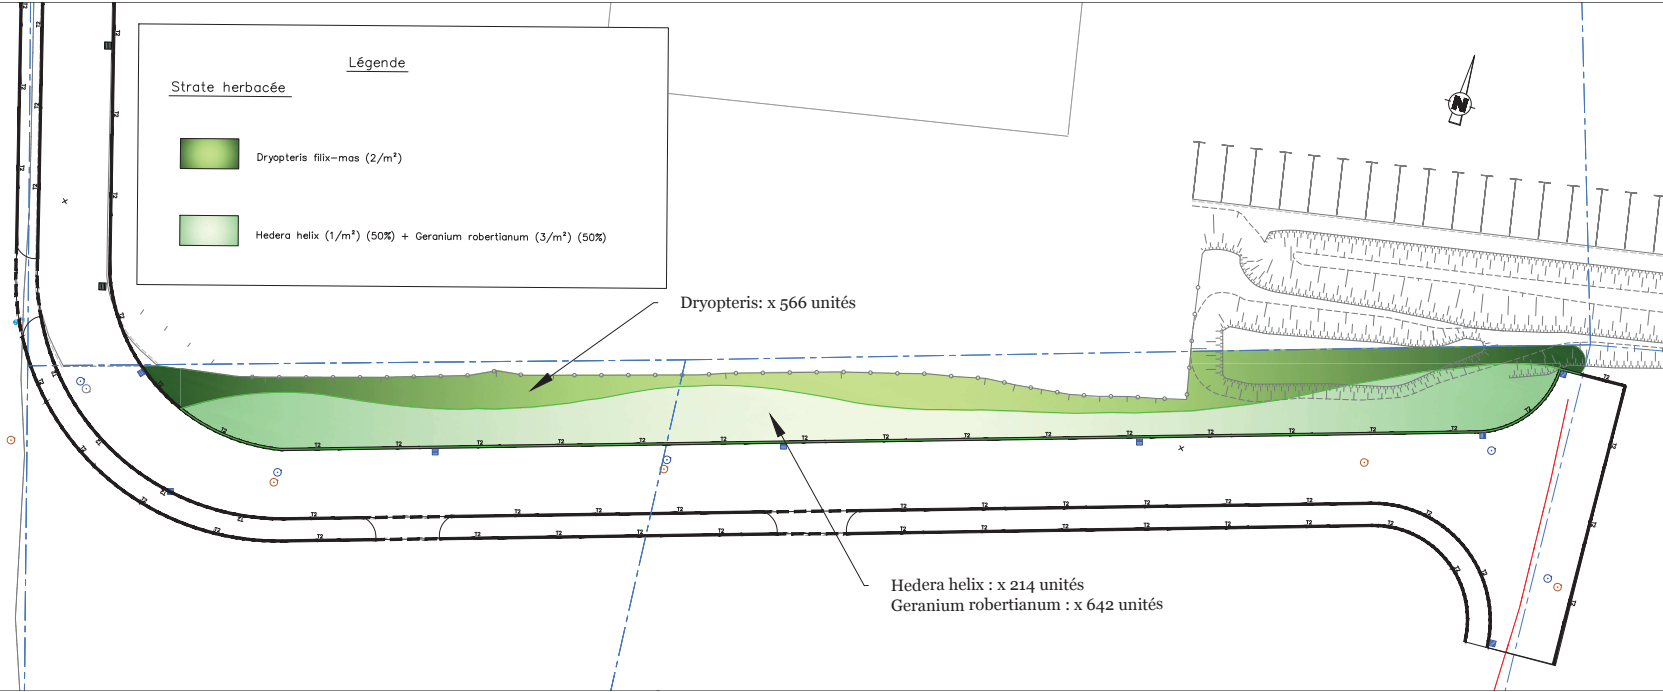 Légende
Strate herbacée
Dryopteris filix-mas (2/m²)
Hedera helix (1/m²) (50%) + Geranium robertianum (3/m²) (50%)
N
Dryopteris: x 566 unités
Hedera helix : x 214 unités
Geranium robertianum : x 642 unités